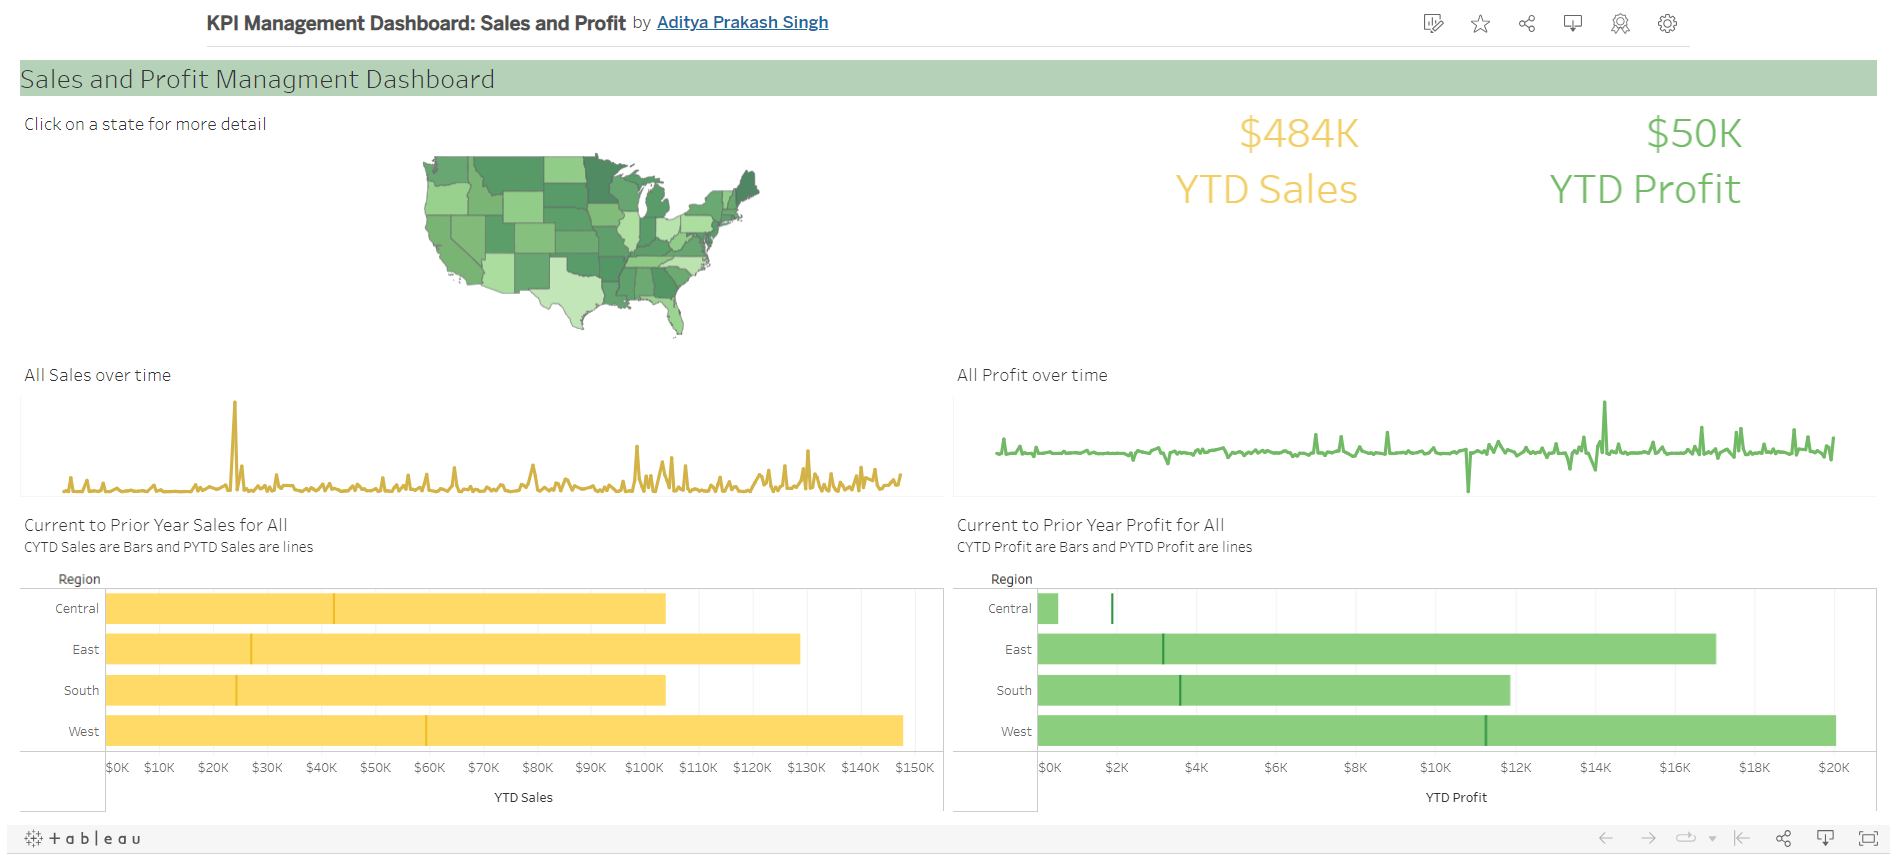 KPI Management Dashboard: Sales and Profit by Aditya Prakash Singh
Sales and Profit Managment Dashboard
Click on a state for more detail
$484K
YTD Sales
$50K
YTD Profit
All Sales over time
All Profit over time
Current to Prior Year Sales for All
CYTD Sales are Bars and PYTD Sales are lines
Region
Central
East
South
West
$0K $10K $20K $30K $40K $50K $60K $70K $80K $90K $100K $110K $120K $130K $140K $150K
YTD Sales
Current to Prior Year Profit for All
CYTD Profit are Bars and PYTD Profit are lines
Region
Central
East
South
West
$0K $2K $4K $6K $8K $10K $12K $14K $16K $18K $20K
YTD Profit
+ableau